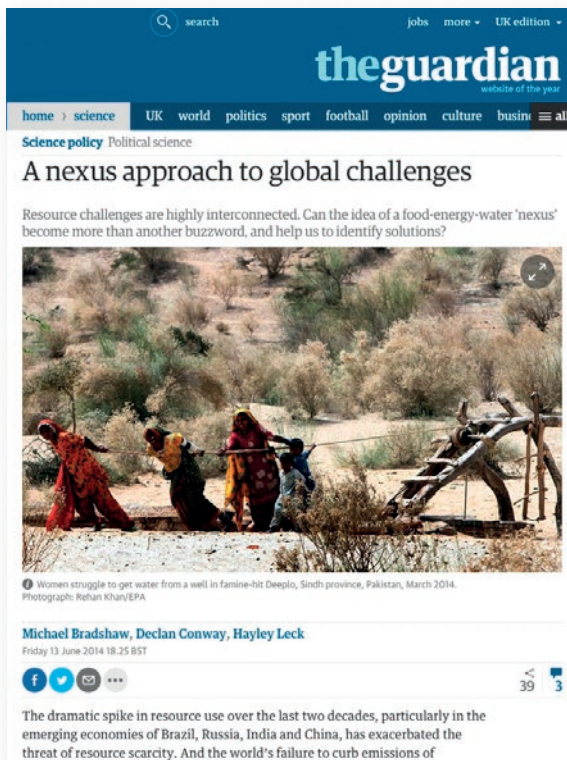 search
jobs more UK edition
theguardian
website of the year
home › science UK world politics sport football opinion culture busin all
Science policy Political science
A nexus approach to global challenges
Resource challenges are highly interconnected. Can the idea of a food-energy-water 'nexus'
become more than another buzzword, and help us to identify solutions?
Women struggle to get water from a well in famine-hit Deeplo, Sindh province, Pakistan, March 2014.
Photograph: Rehan Khan/EPA
Michael Bradshaw, Declan Conway, Hayley Leck
Friday 13 June 2014 18.25 BST
39 3
The dramatic spike in resource use over the last two decades, particularly in the
emerging economies of Brazil, Russia, India and China, has exacerbated the
threat of resource scarcity. And the world's failure to curb emissions of